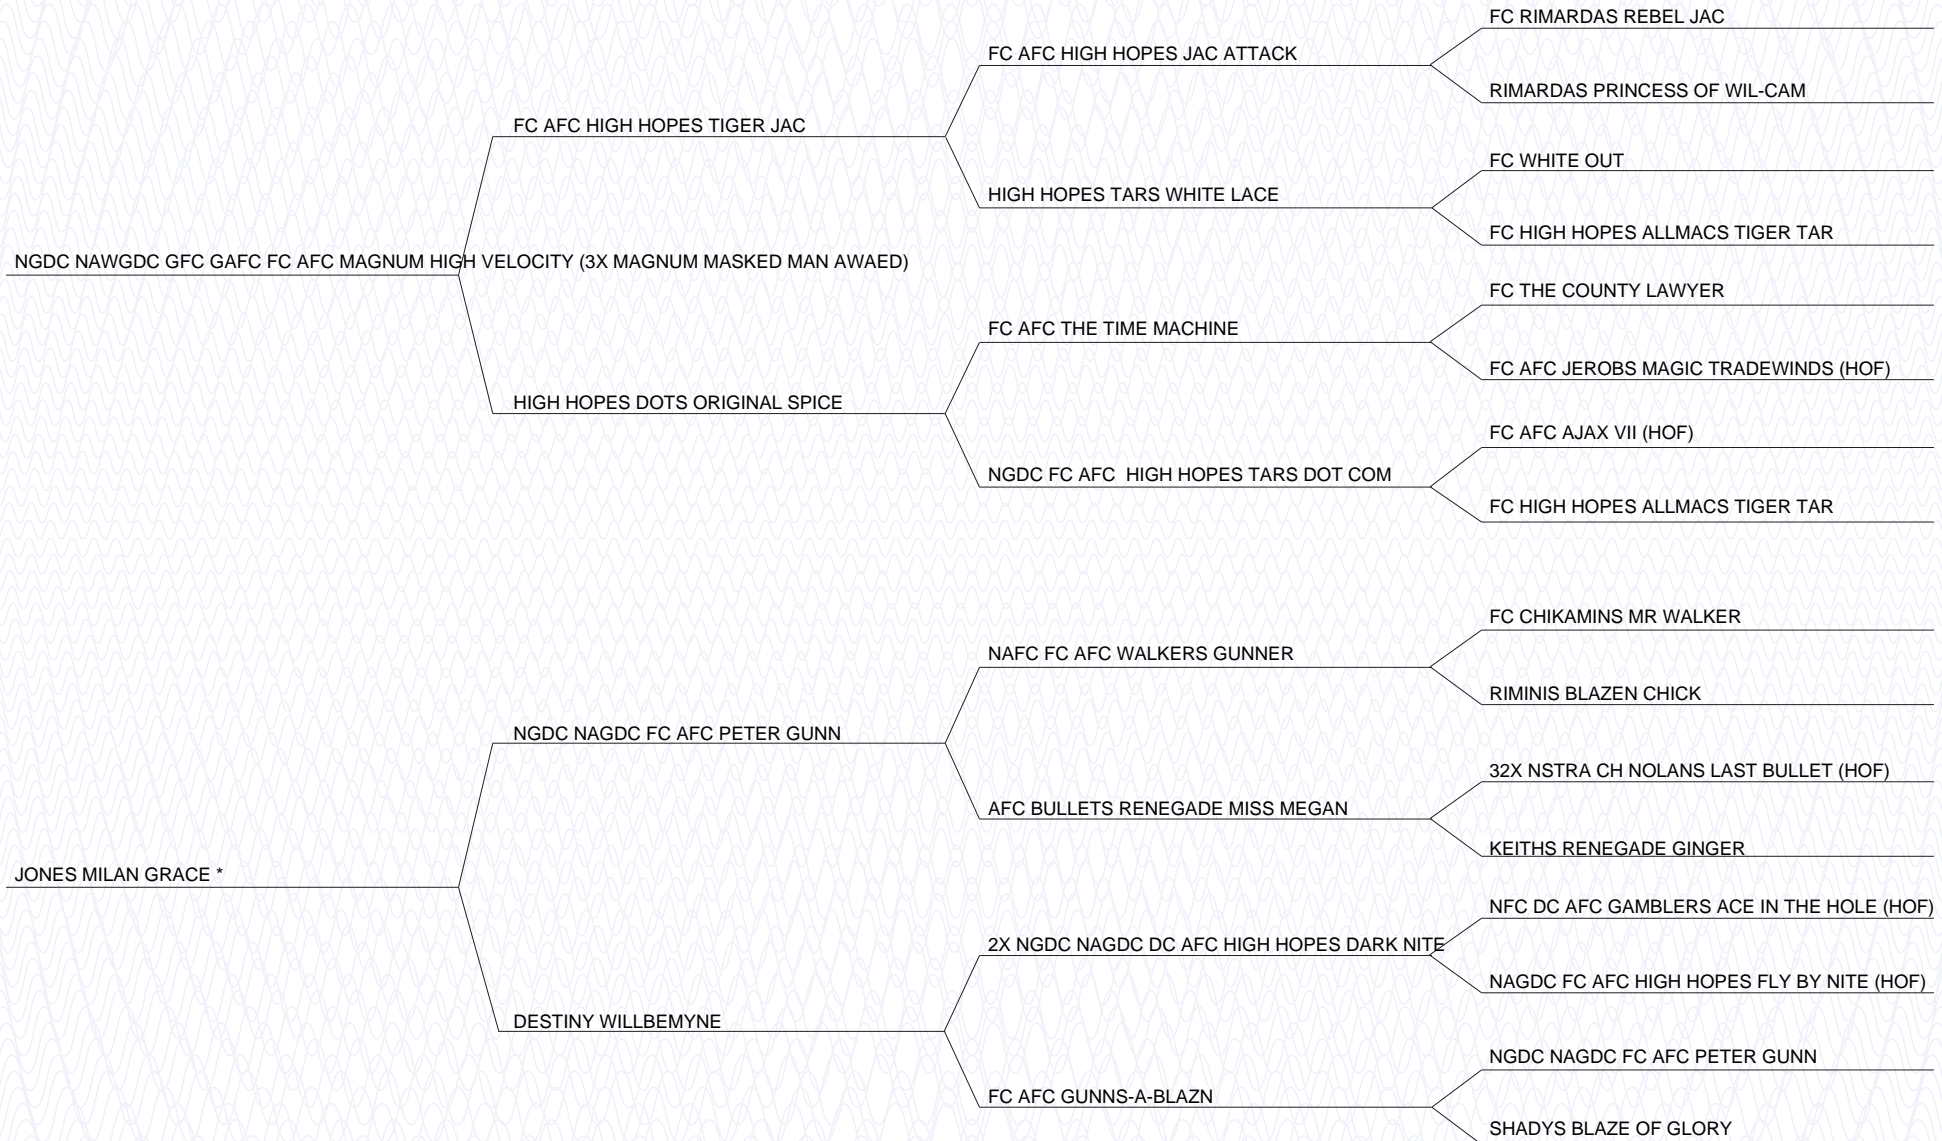 FC RIMARDAS REBEL JAC
FC AFC HIGH HOPES JAC ATTACK
RIMARDAS PRINCESS OF WIL-CAM
FC AFC HIGH HOPES TIGER JAC
FC WHITE OUT
HIGH HOPES TARS WHITE LACE
FC HIGH HOPES ALLMACS TIGER TAR
NGDC NAWGDC GFC GAFC FC AFC MAGNUM HIGH VELOCITY (3X MAGNUM MASKED MAN AWAED)
FC THE COUNTY LAWYER
FC AFC THE TIME MACHINE
FC AFC JEROBS MAGIC TRADEWINDS (HOF)
HIGH HOPES DOTS ORIGINAL SPICE
FC AFC AJAX VII (HOF)
NGDC FC AFC  HIGH HOPES TARS DOT COM
FC HIGH HOPES ALLMACS TIGER TAR
FC CHIKAMINS MR WALKER
NAFC FC AFC WALKERS GUNNER
RIMINIS BLAZEN CHICK
NGDC NAGDC FC AFC PETER GUNN
32X NSTRA CH NOLANS LAST BULLET (HOF)
AFC BULLETS RENEGADE MISS MEGAN
KEITHS RENEGADE GINGER
JONES MILAN GRACE *
NFC DC AFC GAMBLERS ACE IN THE HOLE (HOF)
2X NGDC NAGDC DC AFC HIGH HOPES DARK NITE
NAGDC FC AFC HIGH HOPES FLY BY NITE (HOF)
DESTINY WILLBEMYNE
NGDC NAGDC FC AFC PETER GUNN
FC AFC GUNNS-A-BLAZN
SHADYS BLAZE OF GLORY